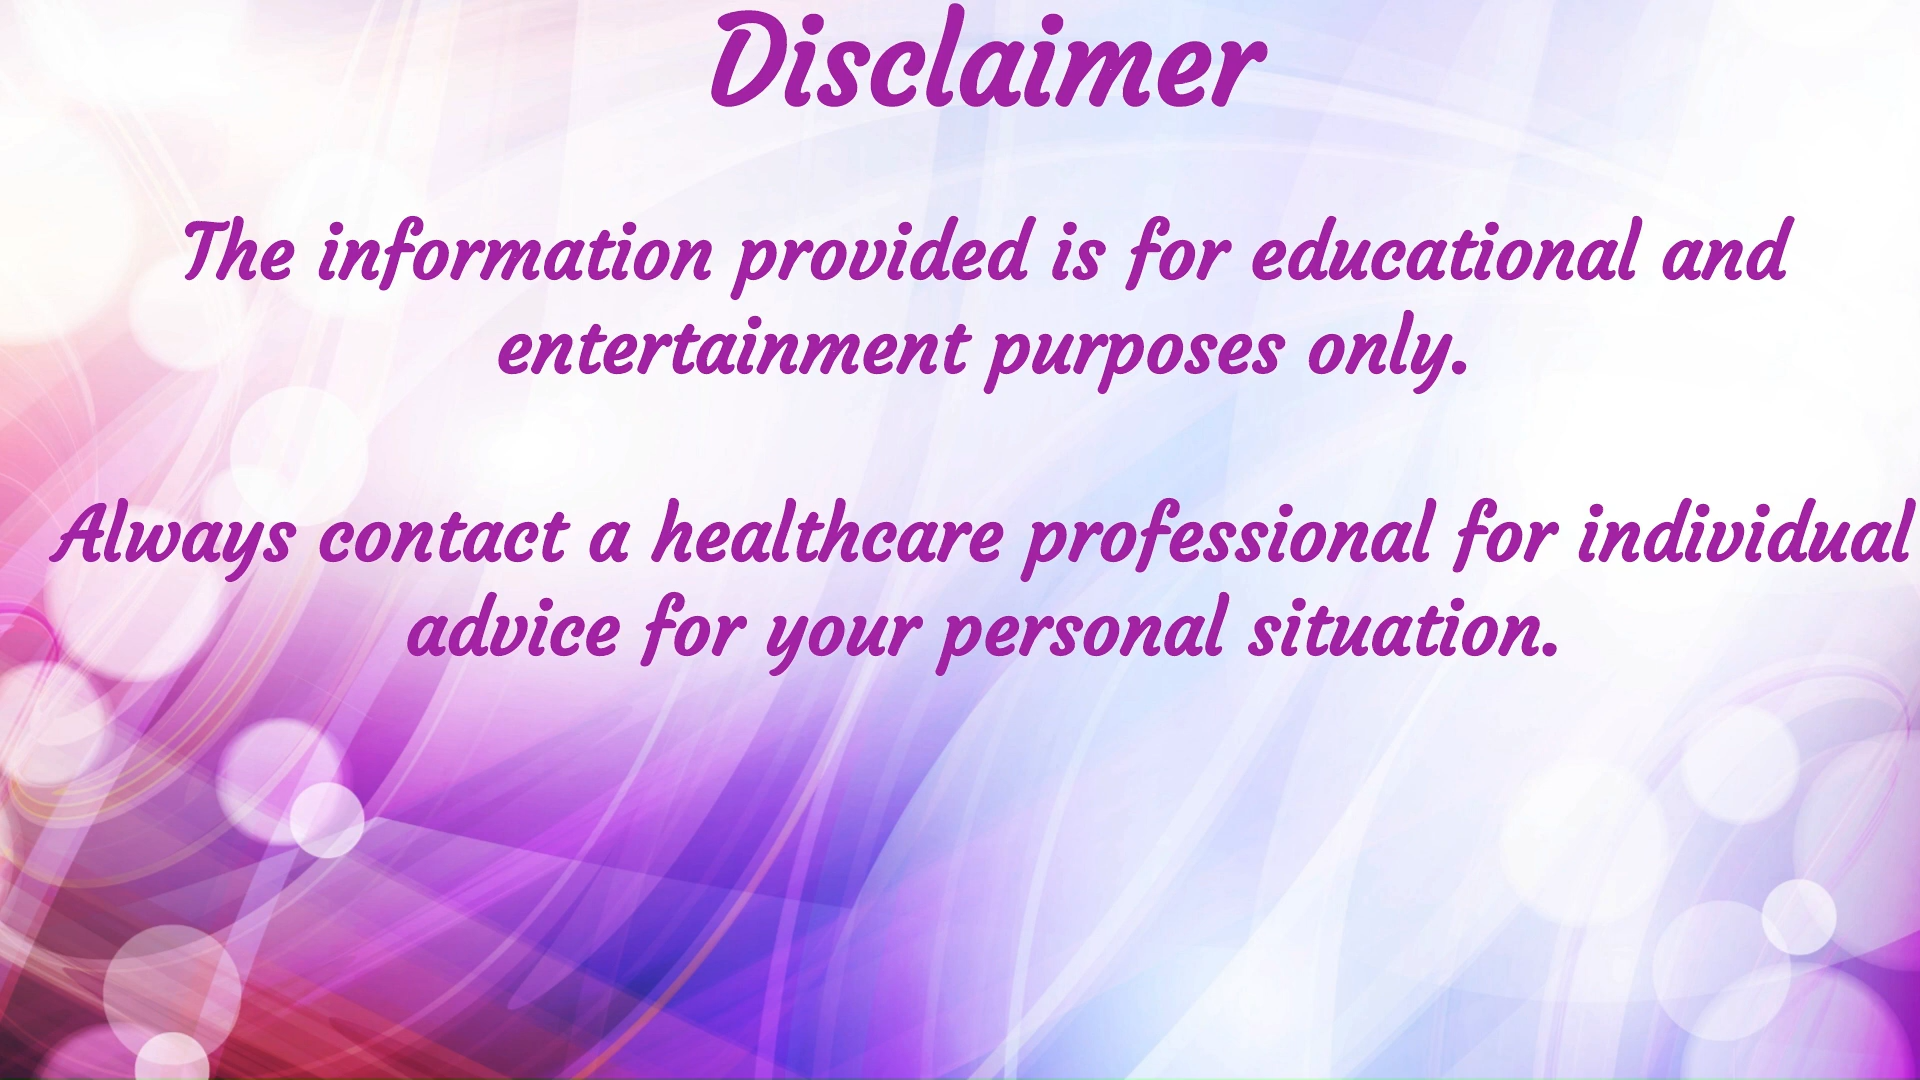 Disclaimer
The information provided is for educational and
entertainment purposes only.
Always contact a healthcare professional for individual
advice for your personal situation.